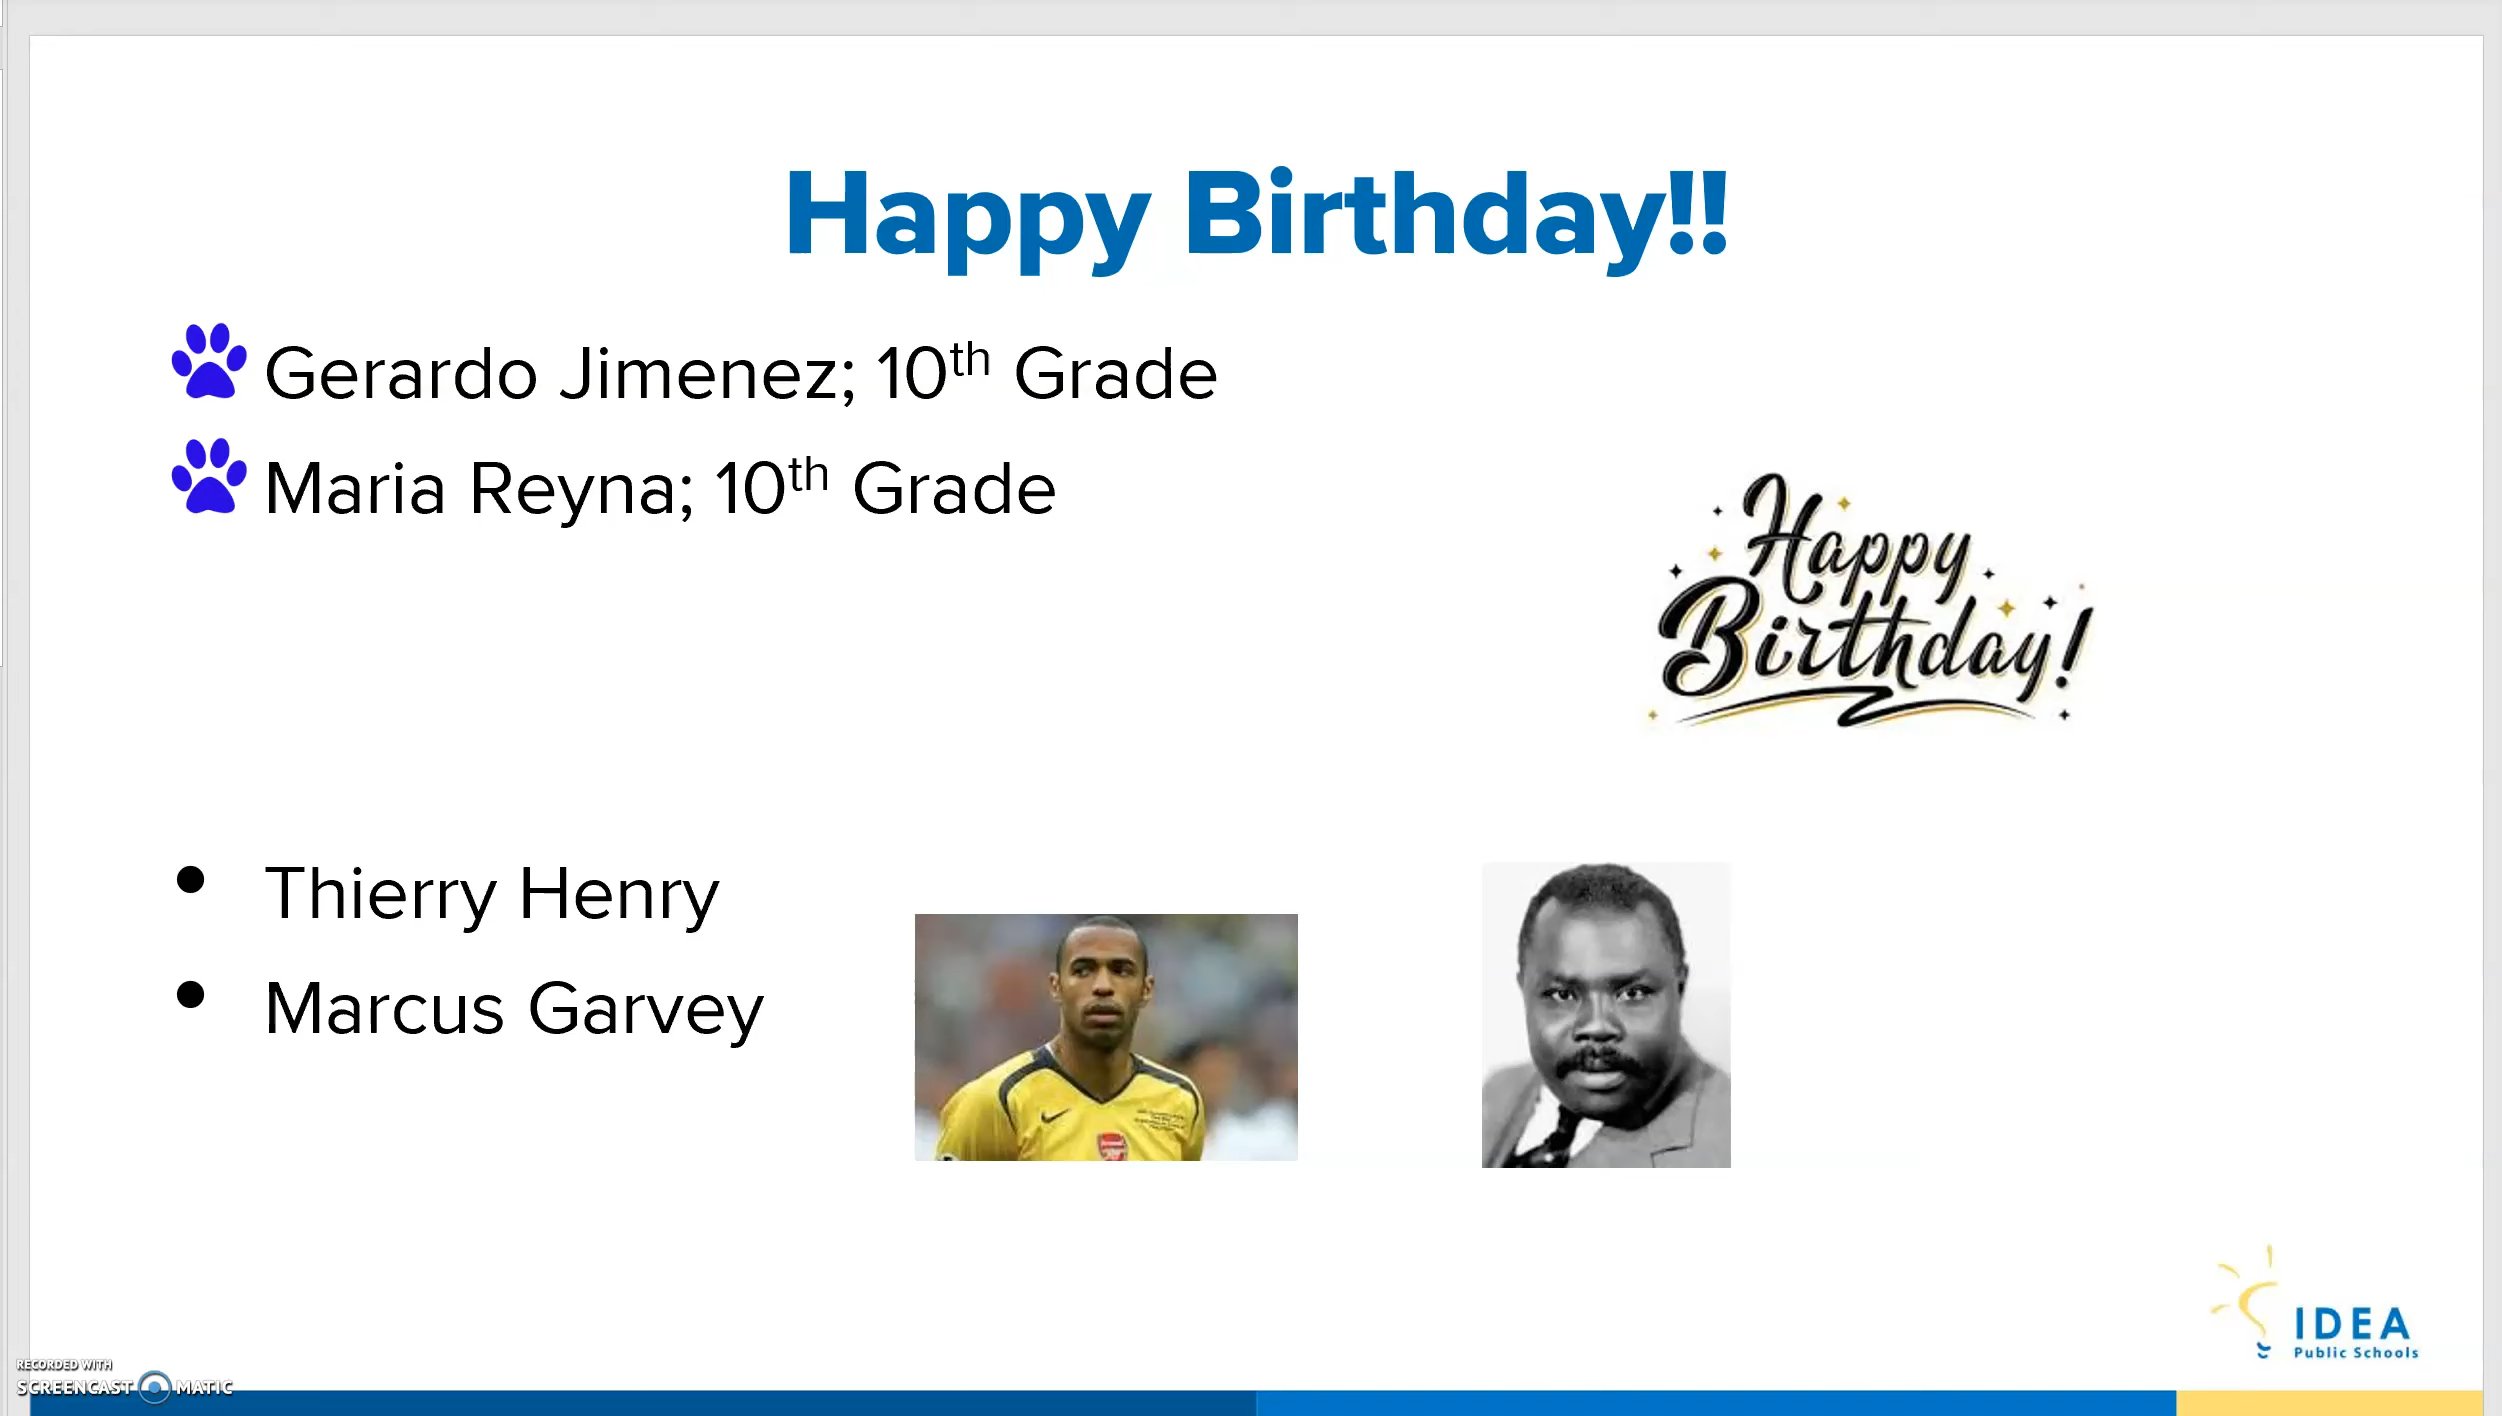 Happy Birthday!!
Gerardo Jimenez; 10th Grade
Maria Reyna; 10th Grade
Happy
Birthday!
• Thierry Henry
• Marcus Garvey
IDEA
Public Schools
RECORDED WITH
SCREENCAST MATIC